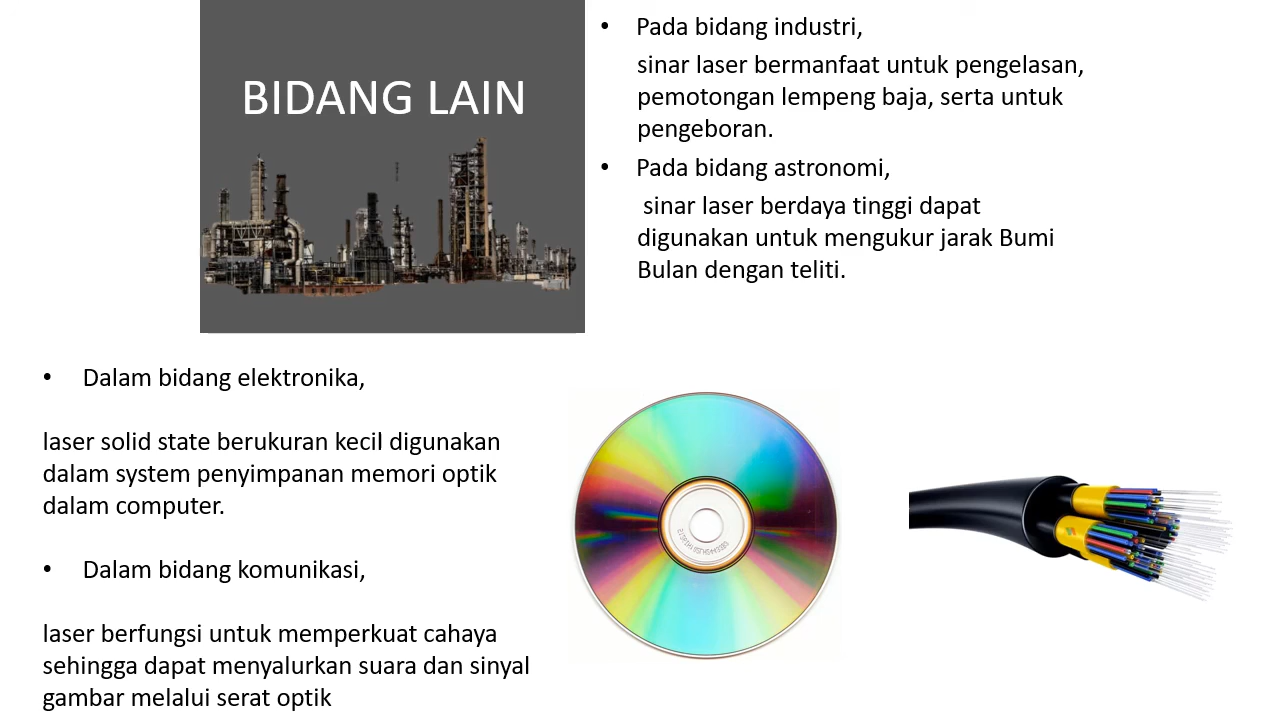 BIDANG LAIN
• Pada bidang industri,
sinar laser bermanfaat untuk pengelasan,
pemotongan lempeng baja, serta untuk
pengeboran.
• Pada bidang astronomi,
sinar laser berdaya tinggi dapat
digunakan untuk mengukur jarak Bumi
Bulan dengan teliti.
• Dalam bidang elektronika,
laser solid state berukuran kecil digunakan
dalam system penyimpanan memori optik
dalam computer.
• Dalam bidang komunikasi,
laser berfungsi untuk memperkuat cahaya
sehingga dapat menyalurkan suara dan sinyal
gambar melalui serat optik